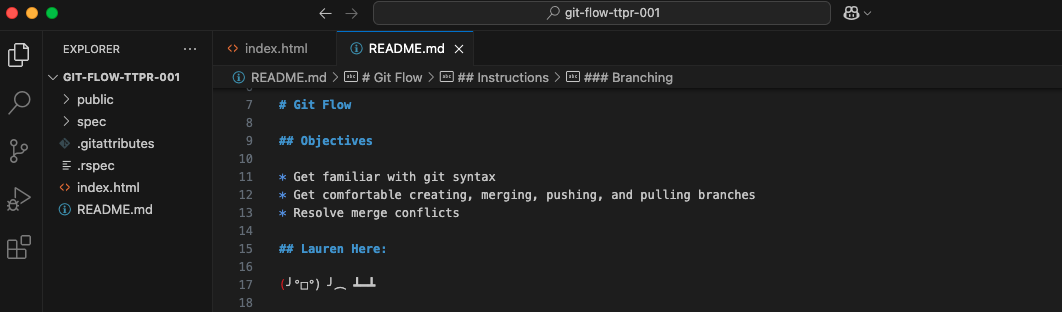 git-flow-ttpr-001
EXPLORER
index.html
README.md
GIT-FLOW-TTPR-001
public
spec
.gitattributes
.rspec
index.html
README.md
README.md > # Git Flow > ## Instructions > ### Branching
7 # Git Flow
8
9 ## Objectives
10
11 * Get familiar with git syntax
12 * Get comfortable creating, merging, pushing, and pulling branches
13 * Resolve merge conflicts
14
15 ## Lauren Here:
16
17 (╯°□°) ╯︵ ┻━┻
18